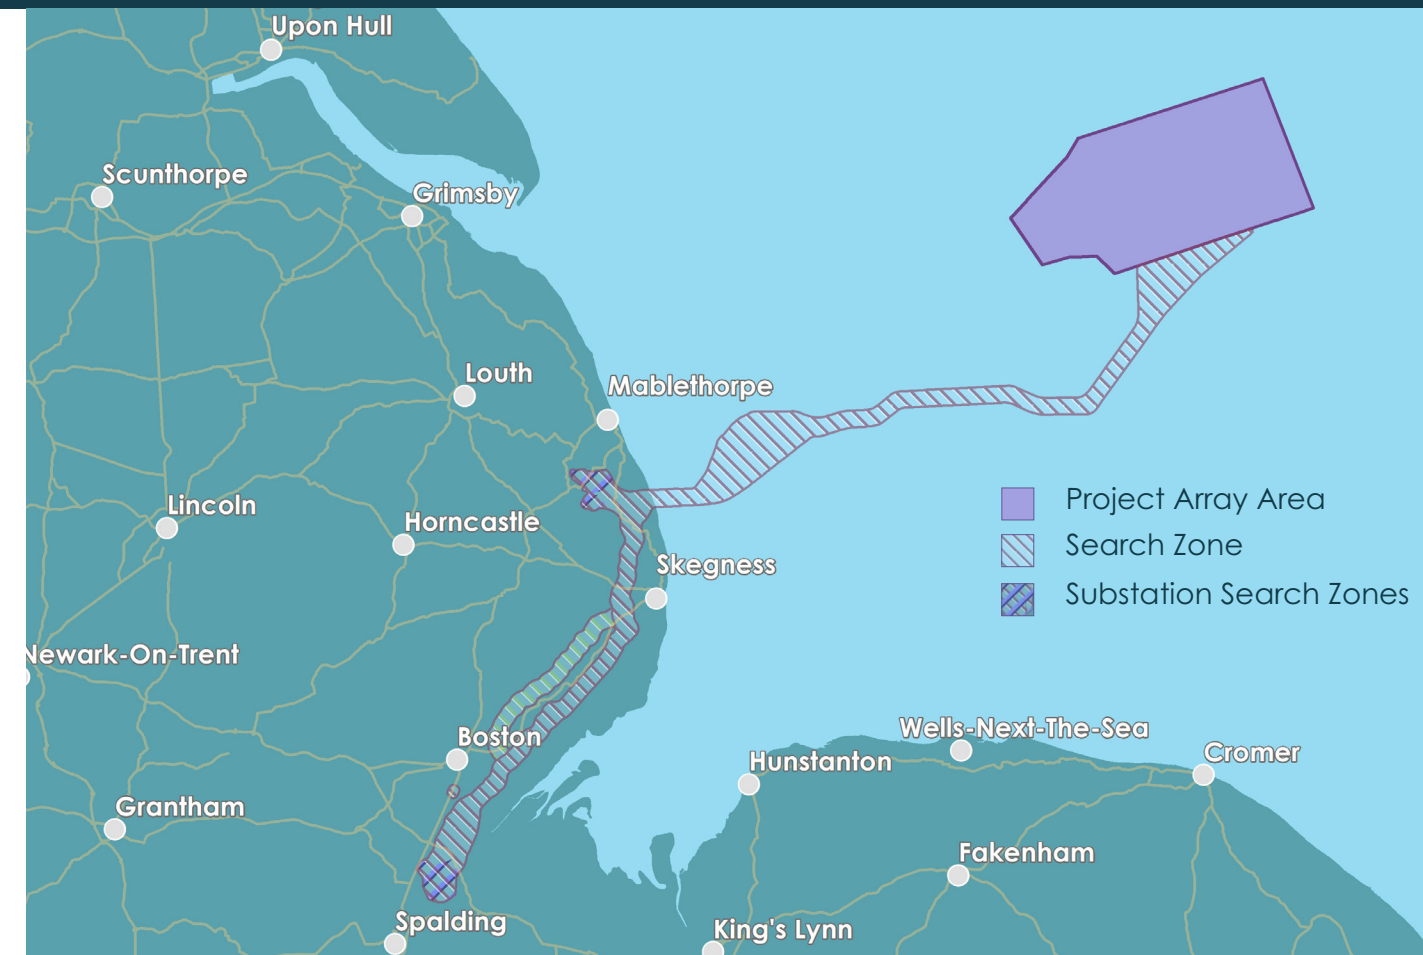 Upon Hull
Scunthorpe
Grimsby
Louth
Mablethorpe
Lincoln
Horncastle
Skegness
Project Array Area
Search Zone
Substation Search Zones
Newark-On-Trent
Boston
Wells-Next-The-Sea
Hunstanton
Cromer
Grantham
Fakenham
Spalding
King's Lynn